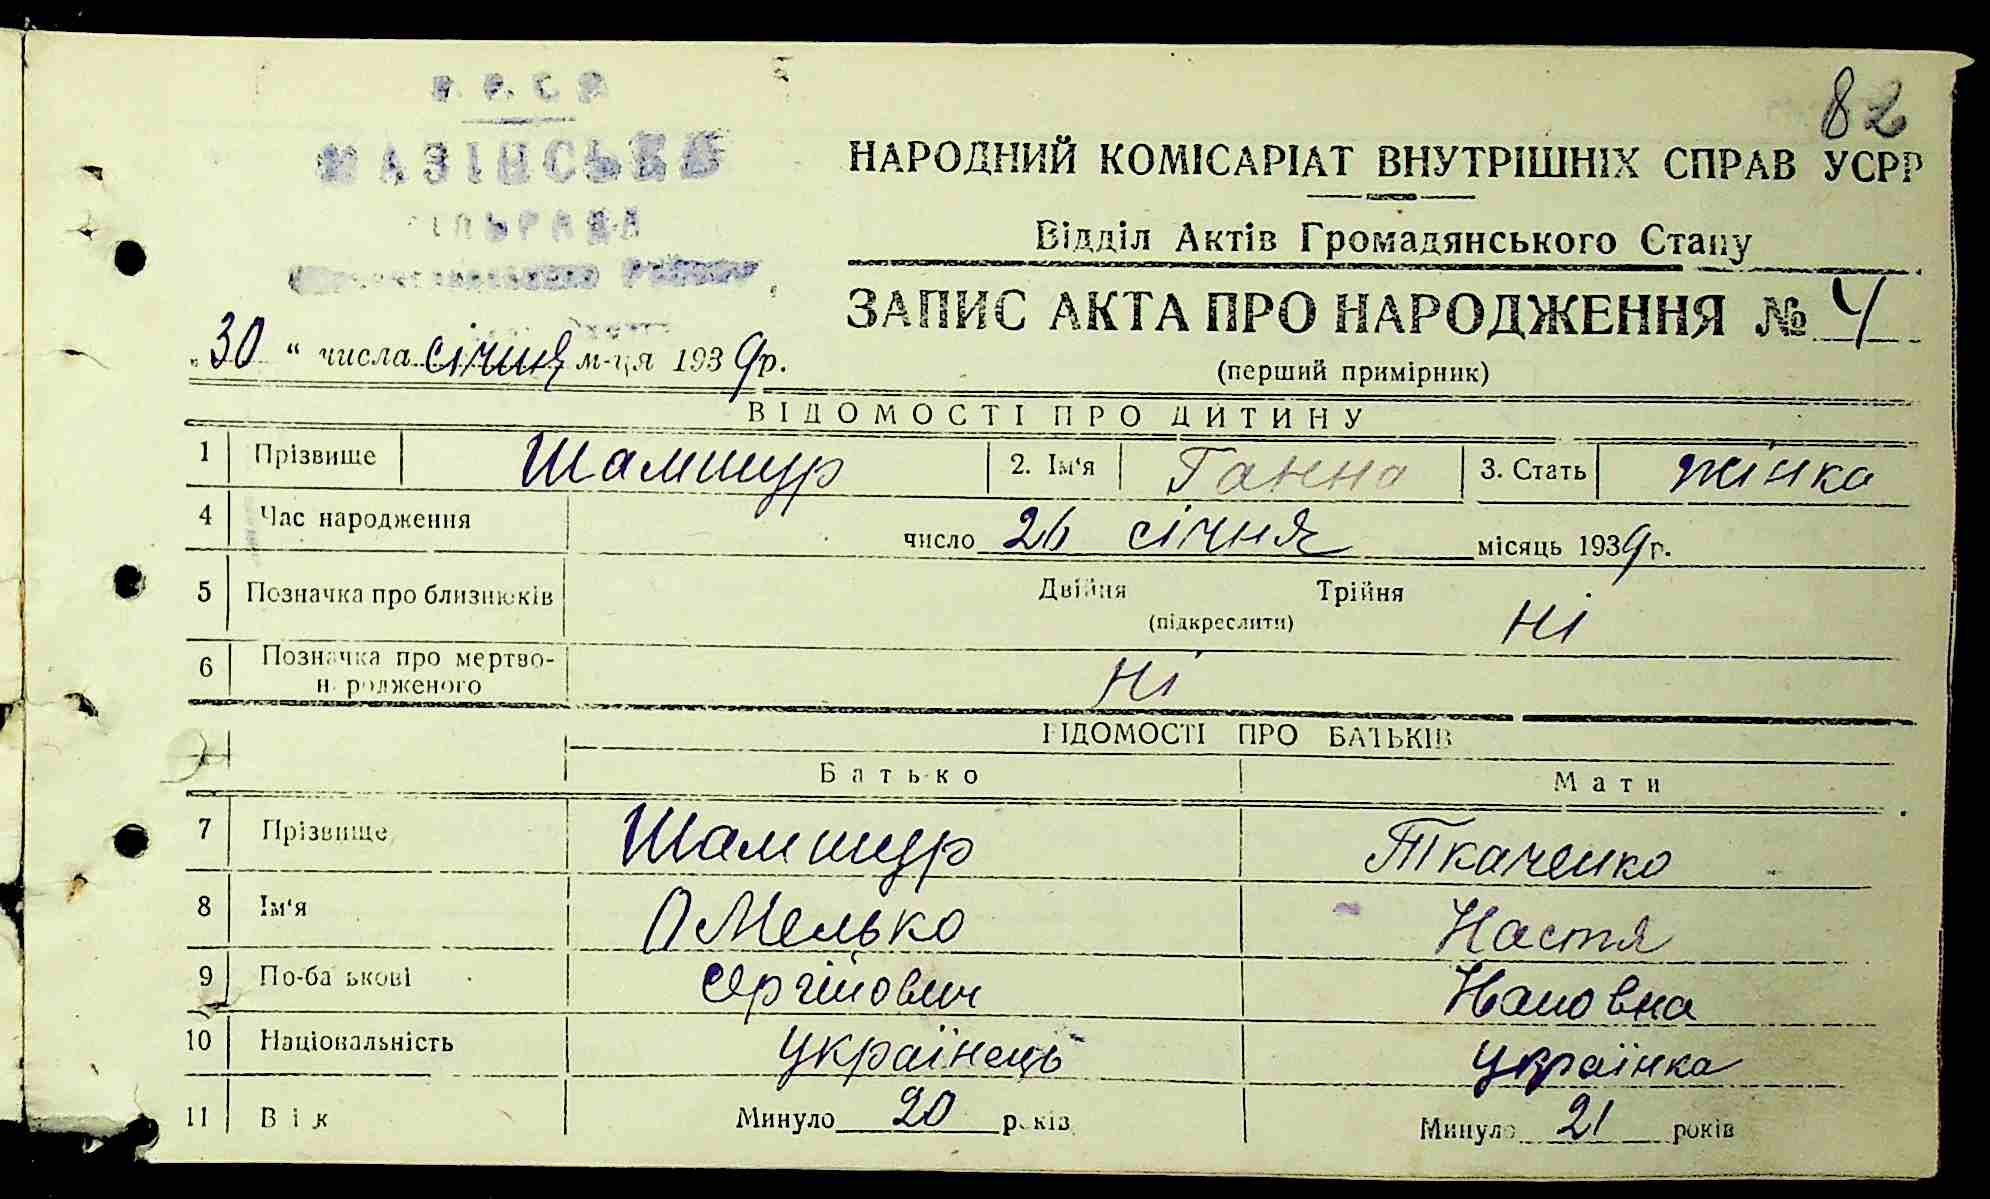 82
НАРОДНИЙ КОМІСАРІАТ ВНУТРІШНІХ СПРАВ УСРР
Відділ Актів Громадянського Стану
ЗАПИС АКТА ПРО НАРОДЖЕННЯ № 4
(перший примірник)
„30“ числа січня м-ця 1939р.
ВІДОМОСТІ ПРО ДИТИНУ
1 Прізвище Шамшур 2. Ім‘я Ганна 3. Стать жінка
4 Час народження число 26 січня місяць 1939 р.
5 Позначка про близнюків Двійня Трійня ні
(підкреслити)
6 Позначка про мертво-
народженого ні
ВІДОМОСТІ ПРО БАТЬКІВ
Батько Мати
7 Прізвище Шамшур Ткаченко
8 Ім‘я Омелько Настя
9 По-батькові Сергійович
10 Національність українець українка
11 Вік Минуло 20 років Минуло 21 років